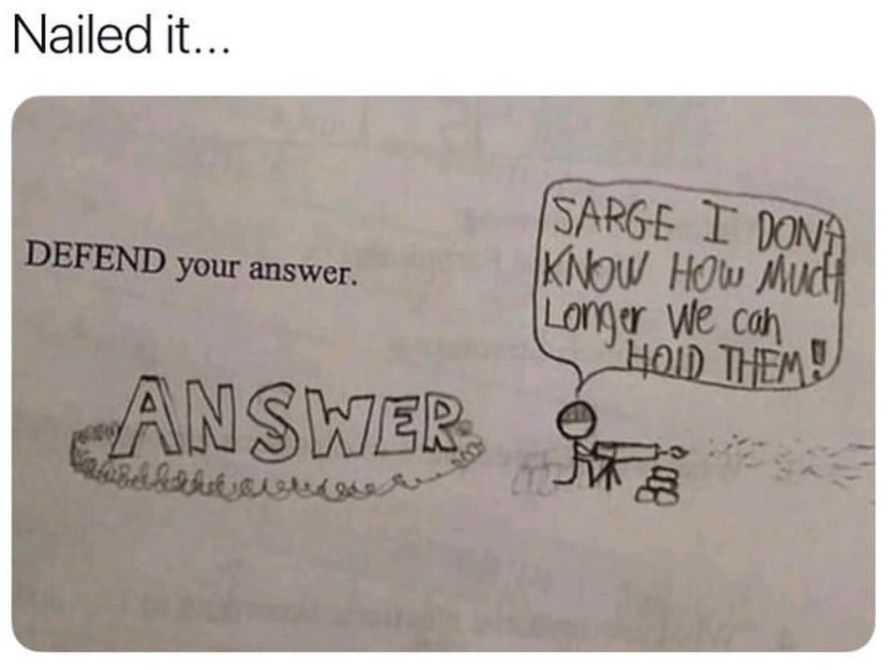 Nailed it...
DEFEND your answer.
ANSWER
SARGE I DON'T
KNOW HOW MUCH
Longer We can
HOLD THEM!